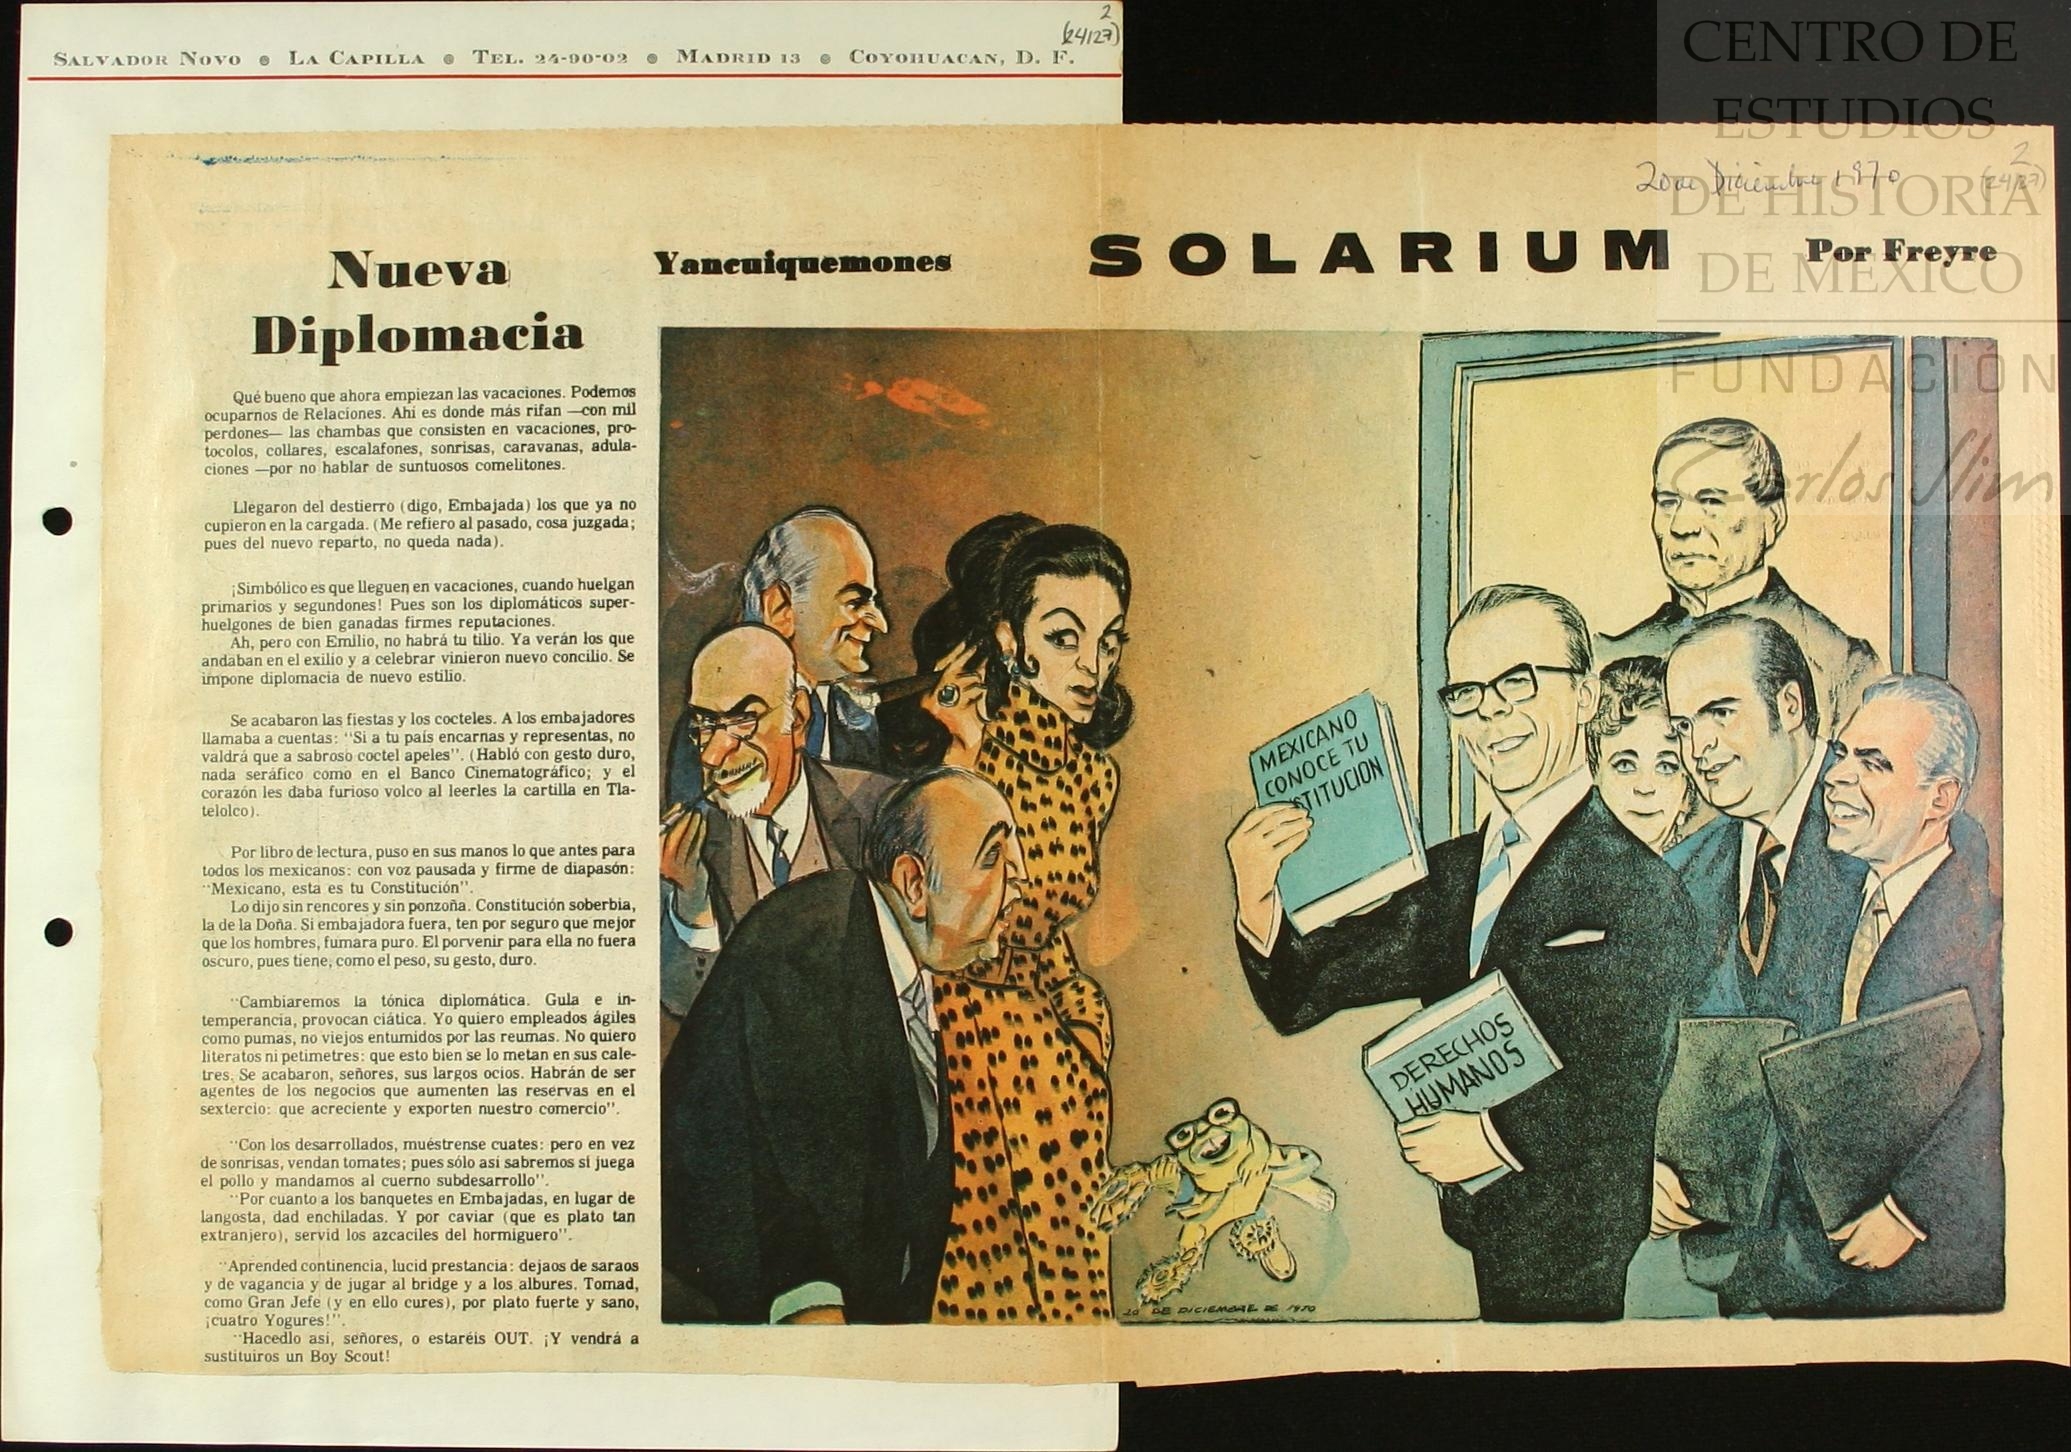 2
(24127)
SALVADOR NOVO • LA CAPILLA • TEL. 24-90-02 • MADRID 13 • COYOHUACAN, D. F.
CENTRO DE
ESTUDIOS
DE HISTORIA
DE MEXICO
FUNDACION
Carlos Slim
20 de Diciembre 1970
2
(24127)
Nueva
Diplomacia
Yancuiquemones
SOLARIUM
Por Freyre
Qué bueno que ahora empiezan las vacaciones. Podemos
ocuparnos de Relaciones. Ahí es donde más rifan —con mil
perdones— las chambas que consisten en vacaciones, pro-
tocolos, collares, escalafones, sonrisas, caravanas, adula-
ciones —por no hablar de suntuosos comelitones.
Llegaron del destierro (digo, Embajada) los que ya no
cupieron en la cargada. (Me refiero al pasado, cosa juzgada;
pues del nuevo reparto, no queda nada).
¡Simbólico es que lleguen en vacaciones, cuando huelgan
primarios y segundones! Pues son los diplomáticos super-
huelgones de bien ganadas firmes reputaciones.
Ah, pero con Emilio, no habrá tu tilio. Ya verán los que
andaban en el exilio y a celebrar vinieron nuevo concilio. Se
impone diplomacia de nuevo estilio.
Se acabaron las fiestas y los cocteles. A los embajadores
llamaba a cuentas: "Si a tu país encarnas y representas, no
valdrá que a sabroso coctel apeles". (Habló con gesto duro,
nada seráfico como en el Banco Cinematográfico; y el
corazón les daba furioso volco al leerles la cartilla en Tla-
telolco).
Por libro de lectura, puso en sus manos lo que antes para
todos los mexicanos: con voz pausada y firme de diapasón:
"Mexicano, esta es tu Constitución".
Lo dijo sin rencores y sin ponzoña. Constitución soberbia,
la de la Doña. Si embajadora fuera, ten por seguro que mejor
que los hombres, fumara puro. El porvenir para ella no fuera
oscuro, pues tiene, como el peso, su gesto, duro.
"Cambiaremos la tónica diplomática. Gula e in-
temperancia, provocan ciática. Yo quiero empleados ágiles
como pumas, no viejos entumidos por las reumas. No quiero
literatos ni petimetres: que esto bien se lo metan en sus cale-
tres. Se acabaron, señores, sus largos ocios. Habrán de ser
agentes de los negocios que aumenten las reservas en el
sextercio: que acreciente y exporten nuestro comercio".
"Con los desarrollados, muéstrense cuates: pero en vez
de sonrisas, vendan tomates; pues sólo así sabremos si juega
el pollo y mandamos al cuerno subdesarrollo".
"Por cuanto a los banquetes en Embajadas, en lugar de
langosta, dad enchiladas. Y por caviar (que es plato tan
extranjero), servid los azcaciles del hormiguero".
"Aprended continencia, lucid prestancia: dejaos de saraos
y de vagancia y de jugar al bridge y a los albures. Tomad,
como Gran Jefe (y en ello cures), por plato fuerte y sano,
¡cuatro Yogures!".
"Hacedlo así, señores, o estaréis OUT. ¡Y vendrá a
sustituiros un Boy Scout!
MEXICANO
CONOCE TU
STITUCION
DERECHOS
HUMANOS
20 DE DICIEMBRE DE 1970